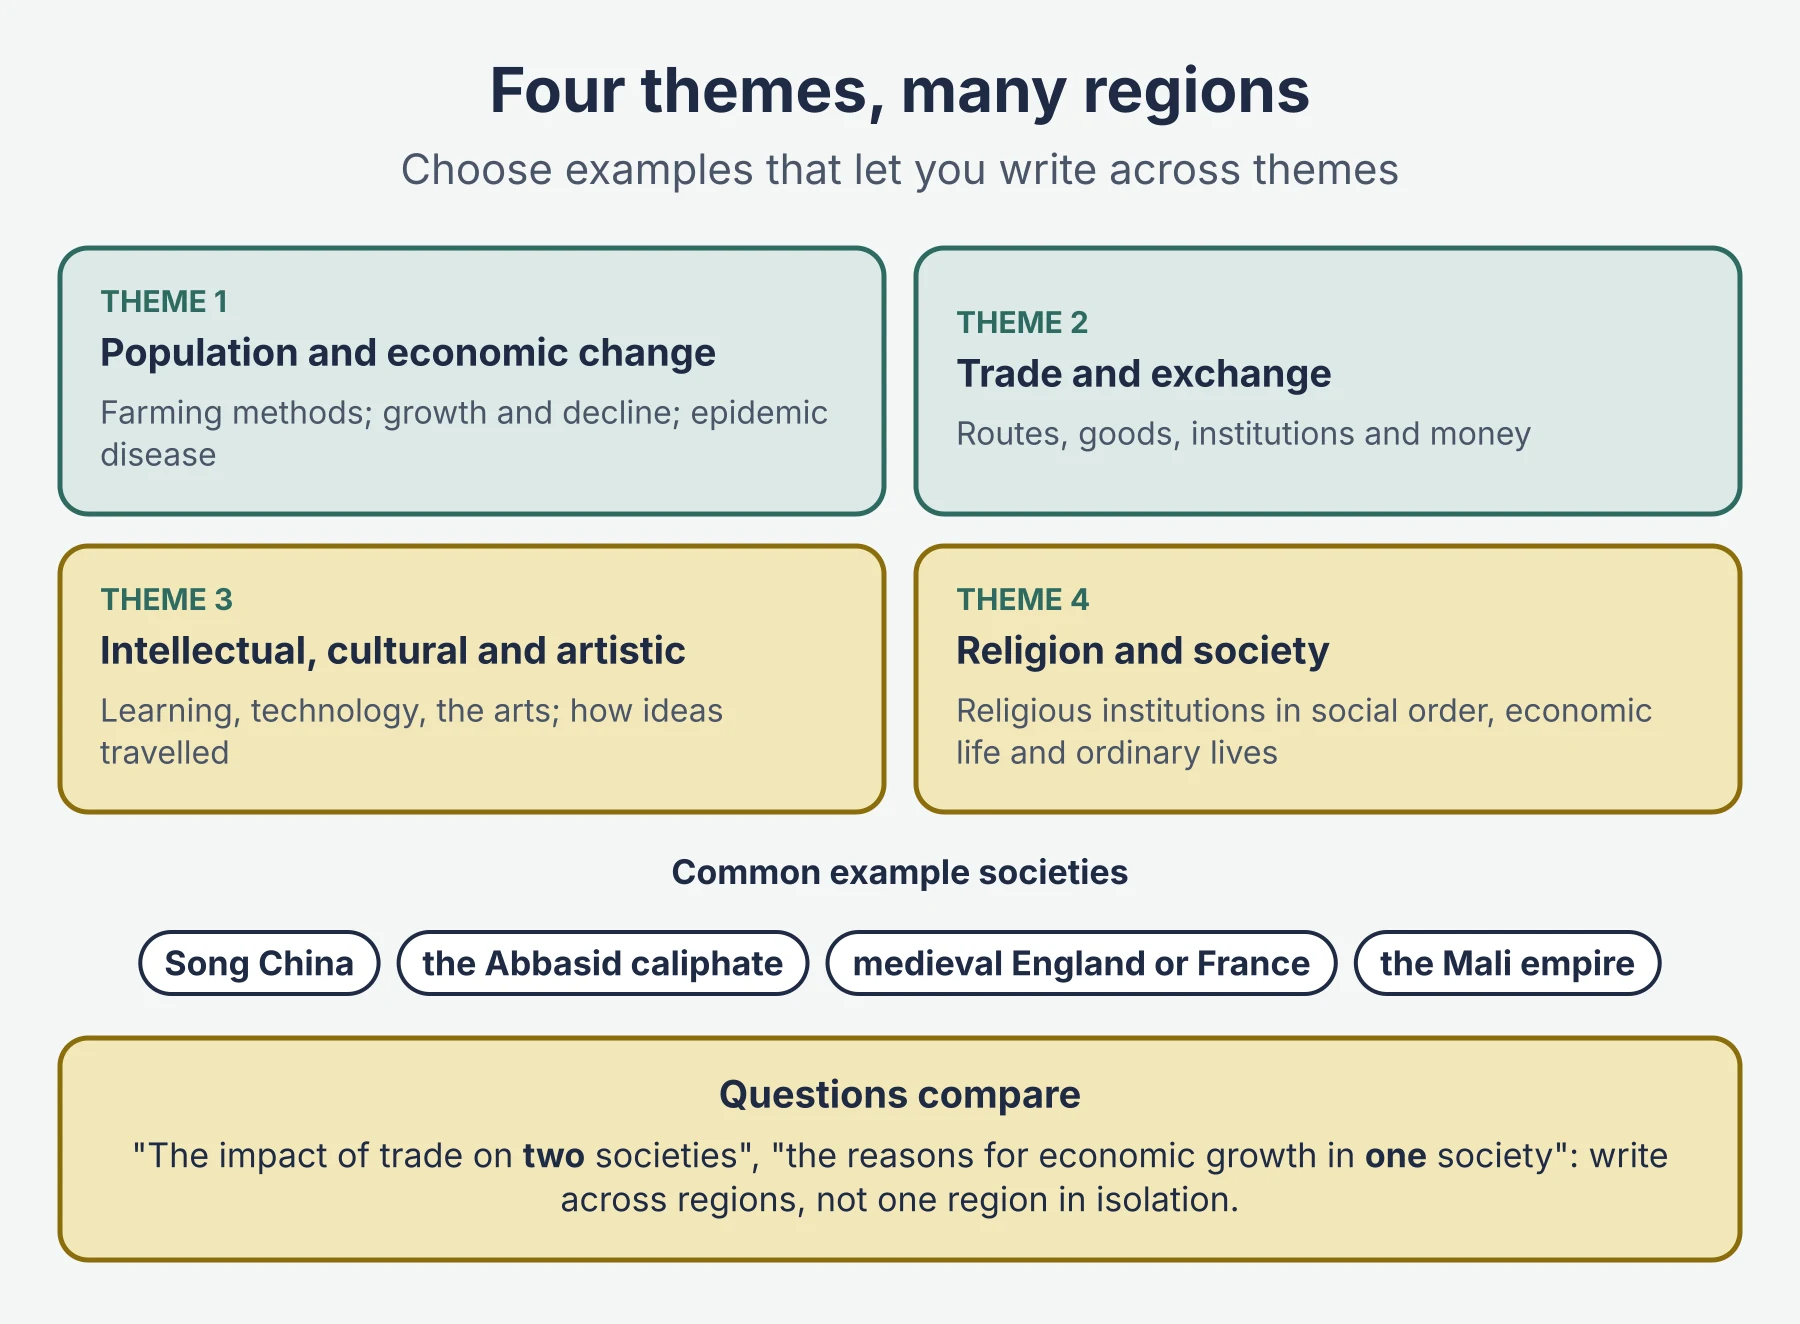 Four themes, many regions
Choose examples that let you write across themes
THEME 1
Population and economic change
Farming methods; growth and decline; epidemic
disease
THEME 2
Trade and exchange
Routes, goods, institutions and money
THEME 3
Intellectual, cultural and artistic
Learning, technology, the arts; how ideas
travelled
THEME 4
Religion and society
Religious institutions in social order, economic
life and ordinary lives
Common example societies
Song China
the Abbasid caliphate
medieval England or France
the Mali empire
Questions compare
"The impact of trade on two societies", "the reasons for economic growth in one society": write
across regions, not one region in isolation.